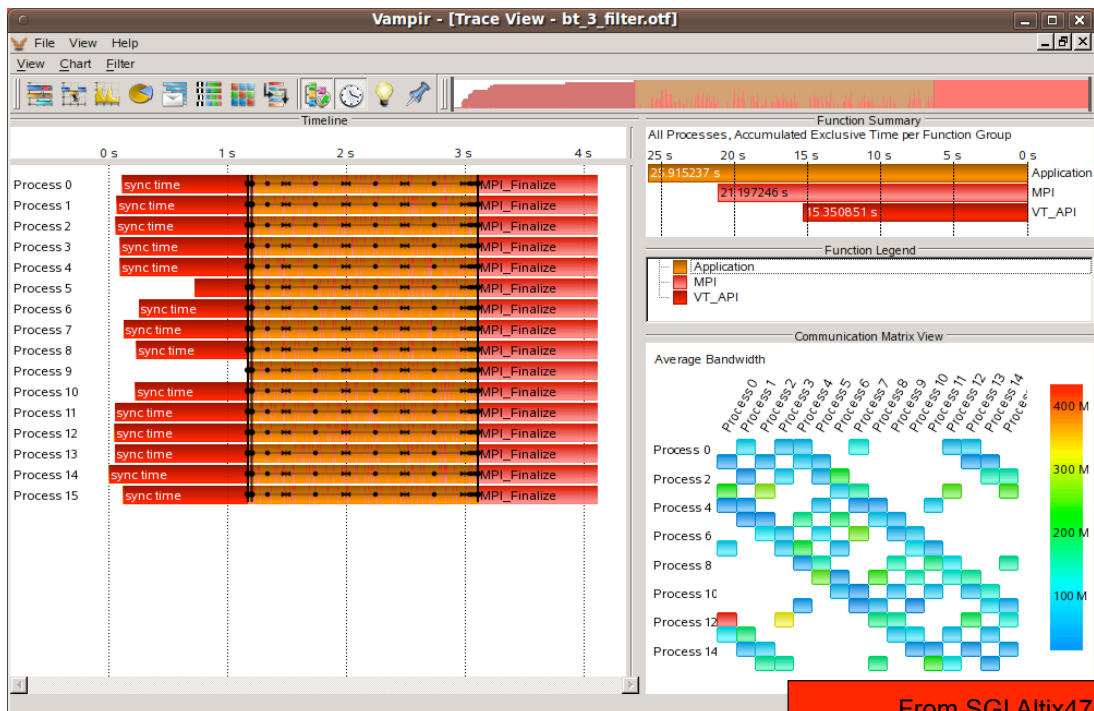 Vampir - [Trace View - bt_3_filter.otf]
File View Help
View Chart Filter
Timeline
0 s 1 s 2 s 3 s 4 s
Process 0 sync time MPI_Finalize
Process 1 sync time MPI_Finalize
Process 2 sync time MPI_Finalize
Process 3 sync time MPI_Finalize
Process 4 sync time MPI_Finalize
Process 5 MPI_Finalize
Process 6 sync time MPI_Finalize
Process 7 sync time MPI_Finalize
Process 8 sync time MPI_Finalize
Process 9 MPI_Finalize
Process 10 sync time MPI_Finalize
Process 11 sync time MPI_Finalize
Process 12 sync time MPI_Finalize
Process 13 sync time MPI_Finalize
Process 14 sync time MPI_Finalize
Process 15 sync time MPI_Finalize
Function Summary
All Processes, Accumulated Exclusive Time per Function Group
25 s 20 s 15 s 10 s 5 s 0 s
25.915237 s Application
21.197246 s MPI
15.350851 s VT_API
Function Legend
Application
MPI
VT_API
Communication Matrix View
Average Bandwidth
Process 0 Process 1 Process 2 Process 3 Process 4 Process 5 Process 6 Process 7 Process 8 Process 9 Process 10 Process 11 Process 12 Process 13 Process 14 Proces
Process 0
Process 2
Process 4
Process 6
Process 8
Process 10
Process 12
Process 14
400 M
300 M
200 M
100 M
From SGI Altix47